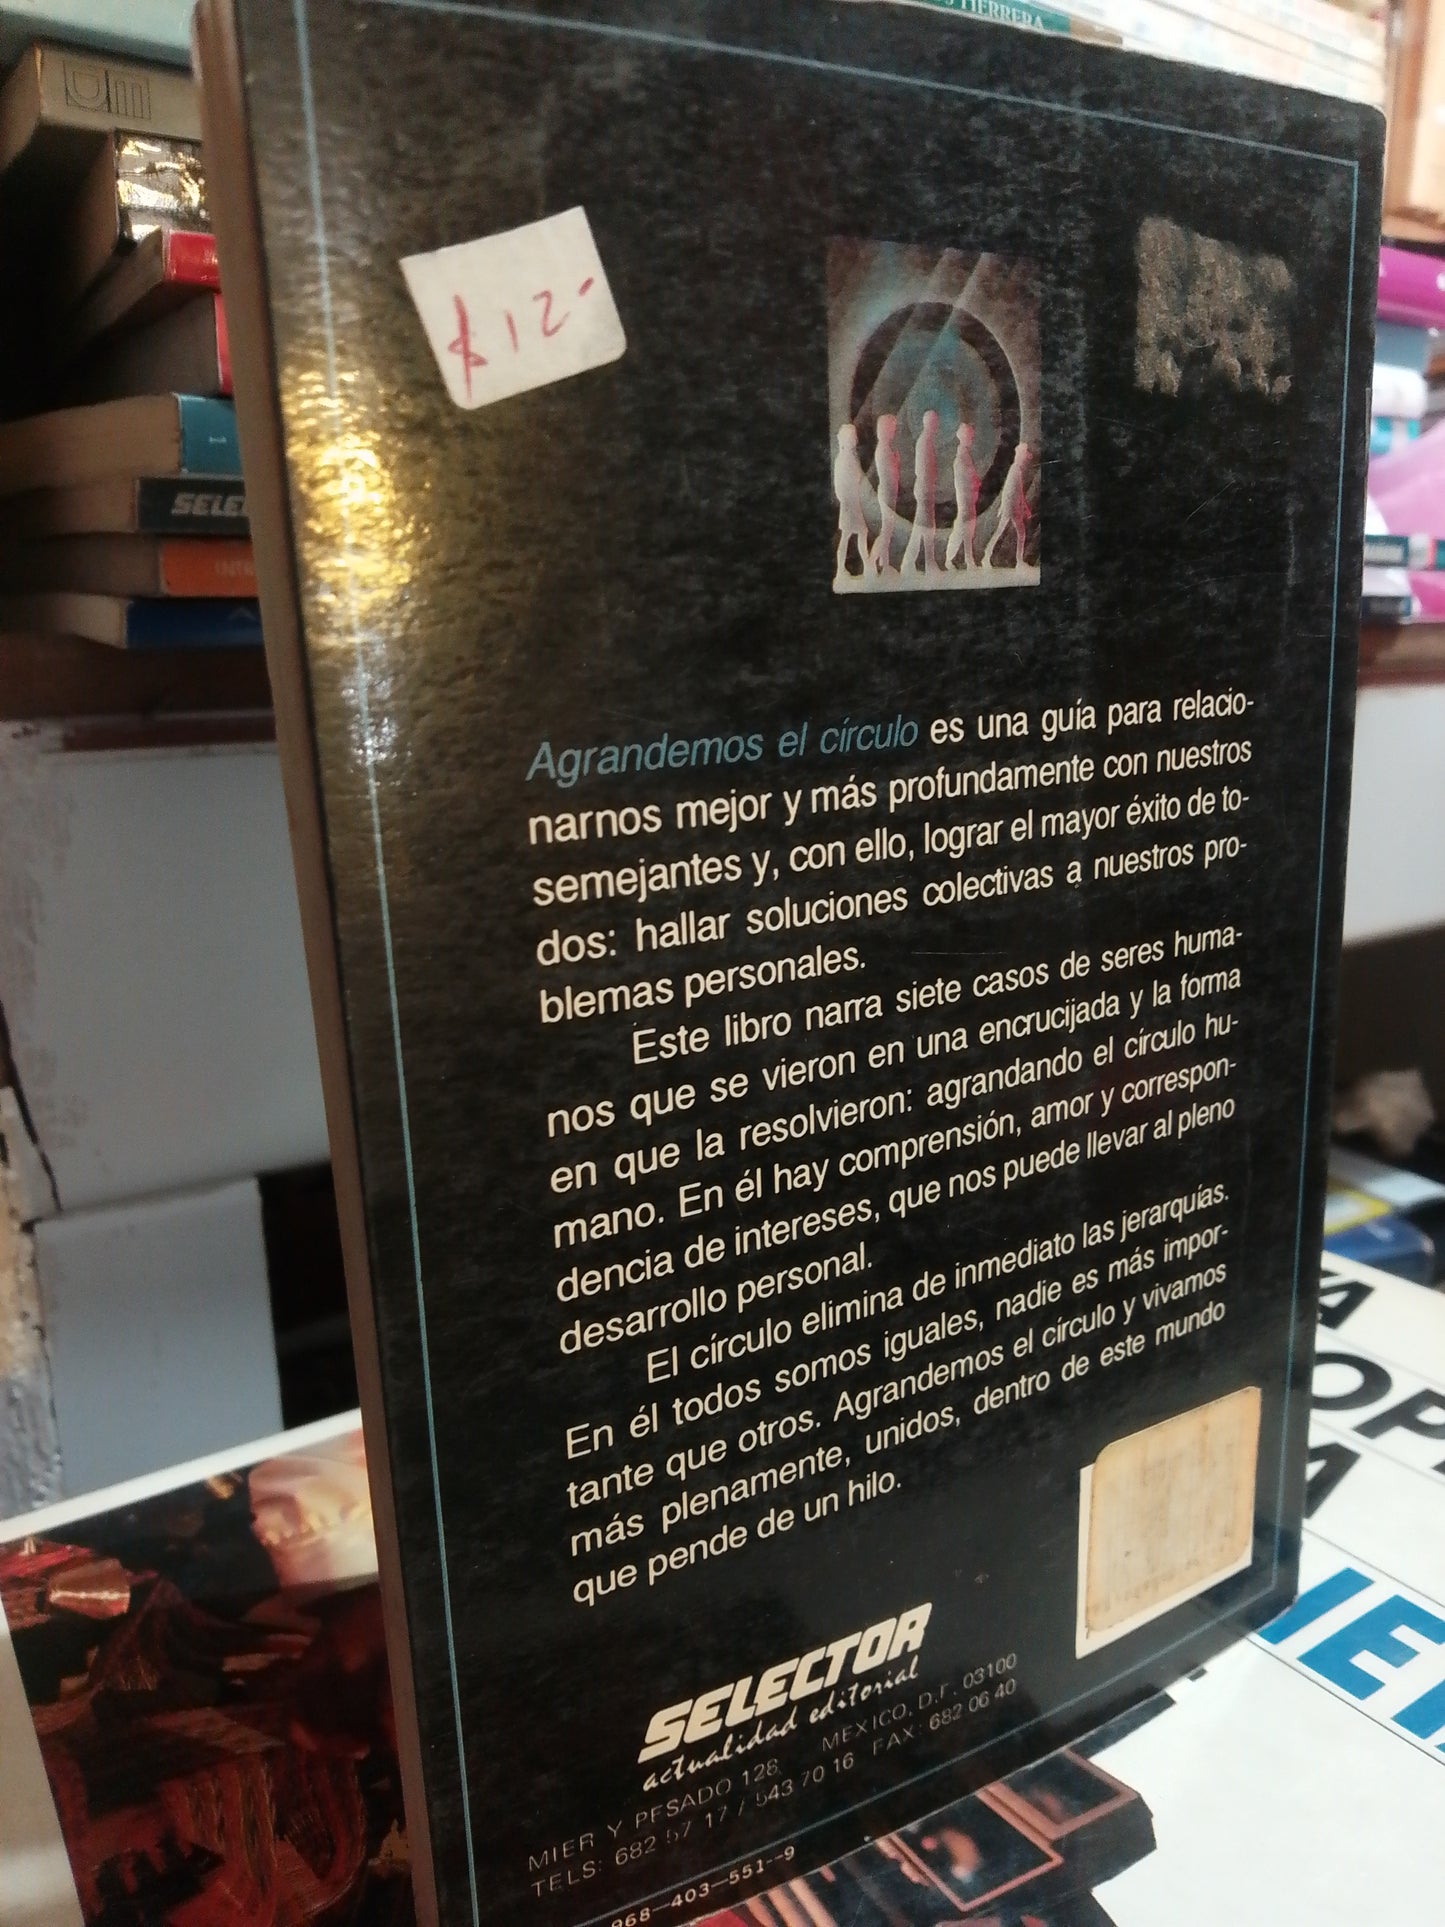 HERRERA
$12-
SELE
Agrandemos el círculo es una guía para relacio-
narnos mejor y más profundamente con nuestros
semejantes y, con ello, lograr el mayor éxito de to-
dos: hallar soluciones colectivas a nuestros pro-
blemas personales.
Este libro narra siete casos de seres huma-
nos que se vieron en una encrucijada y la forma
en que la resolvieron: agrandando el círculo hu-
mano. En él hay comprensión, amor y correspon-
dencia de intereses, que nos puede llevar al pleno
desarrollo personal.
El círculo elimina de inmediato las jerarquías.
En él todos somos iguales, nadie es más impor-
tante que otros. Agrandemos el círculo y vivamos
más plenamente, unidos, dentro de este mundo
que pende de un hilo.
SELECTOR
actualidad editorial
MIER Y PESADO 128, MEXICO, D.F. 03100
TELS: 682 57 17 / 543 70 16 FAX: 682 06 40
968-403-551--9